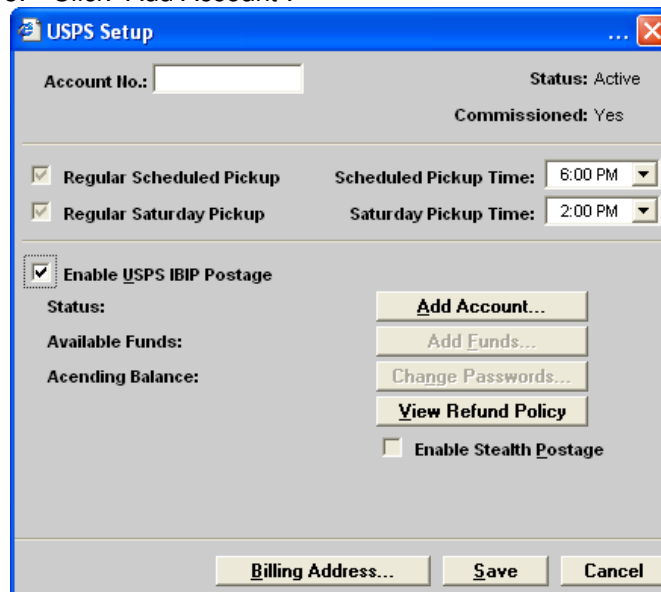 Click "Add Account".
USPS Setup ...
Account No.: Status: Active
Commissioned: Yes
Regular Scheduled Pickup Scheduled Pickup Time: 6:00 PM
Regular Saturday Pickup Saturday Pickup Time: 2:00 PM
Enable USPS IBIP Postage
Status: Add Account...
Available Funds: Add Funds...
Acending Balance: Change Passwords...
View Refund Policy
Enable Stealth Postage
Billing Address... Save Cancel